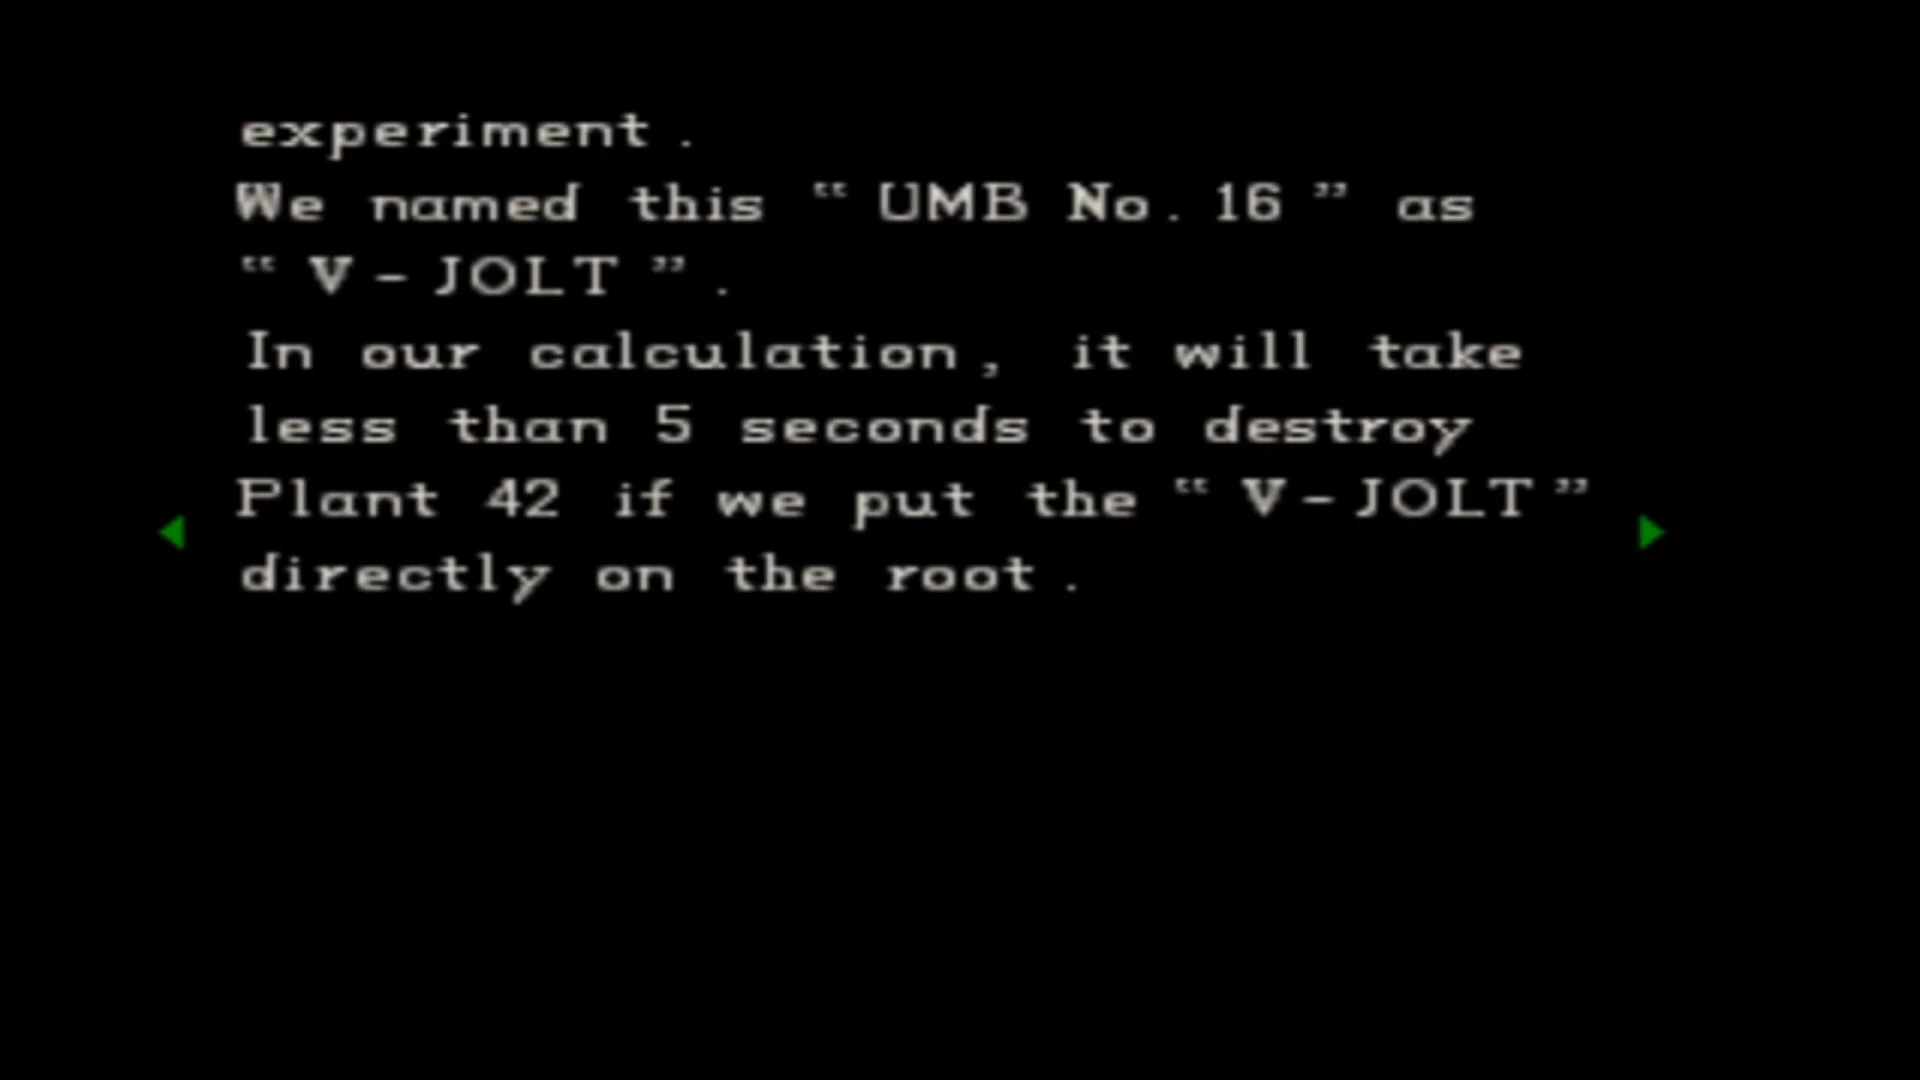 experiment.
We named this “UMB No.16” as
“V-JOLT”.
In our calculation, it will take
less than 5 seconds to destroy
Plant 42 if we put the “V-JOLT”
directly on the root.